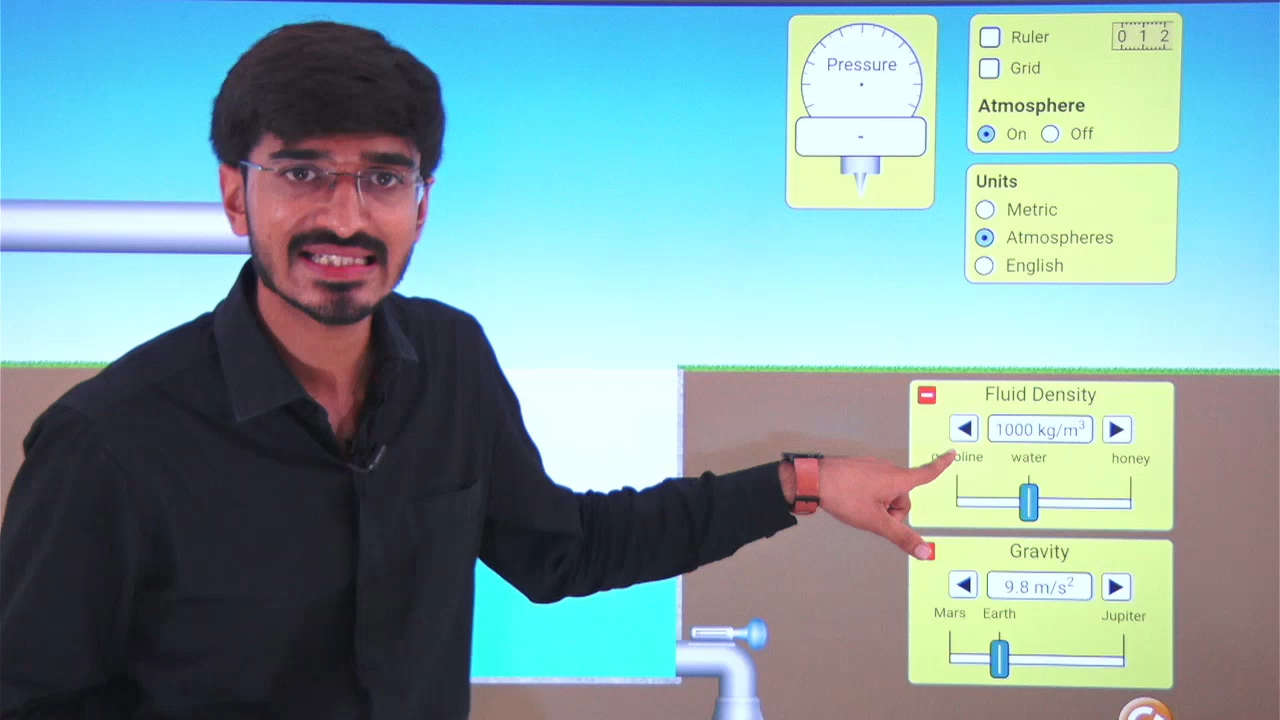 Pressure
-
Ruler
0 1 2
Grid
Atmosphere
On Off
Units
Metric
Atmospheres
English
Fluid Density
1000 kg/m³
water honey
Gravity
9.8 m/s²
Mars Earth Jupiter